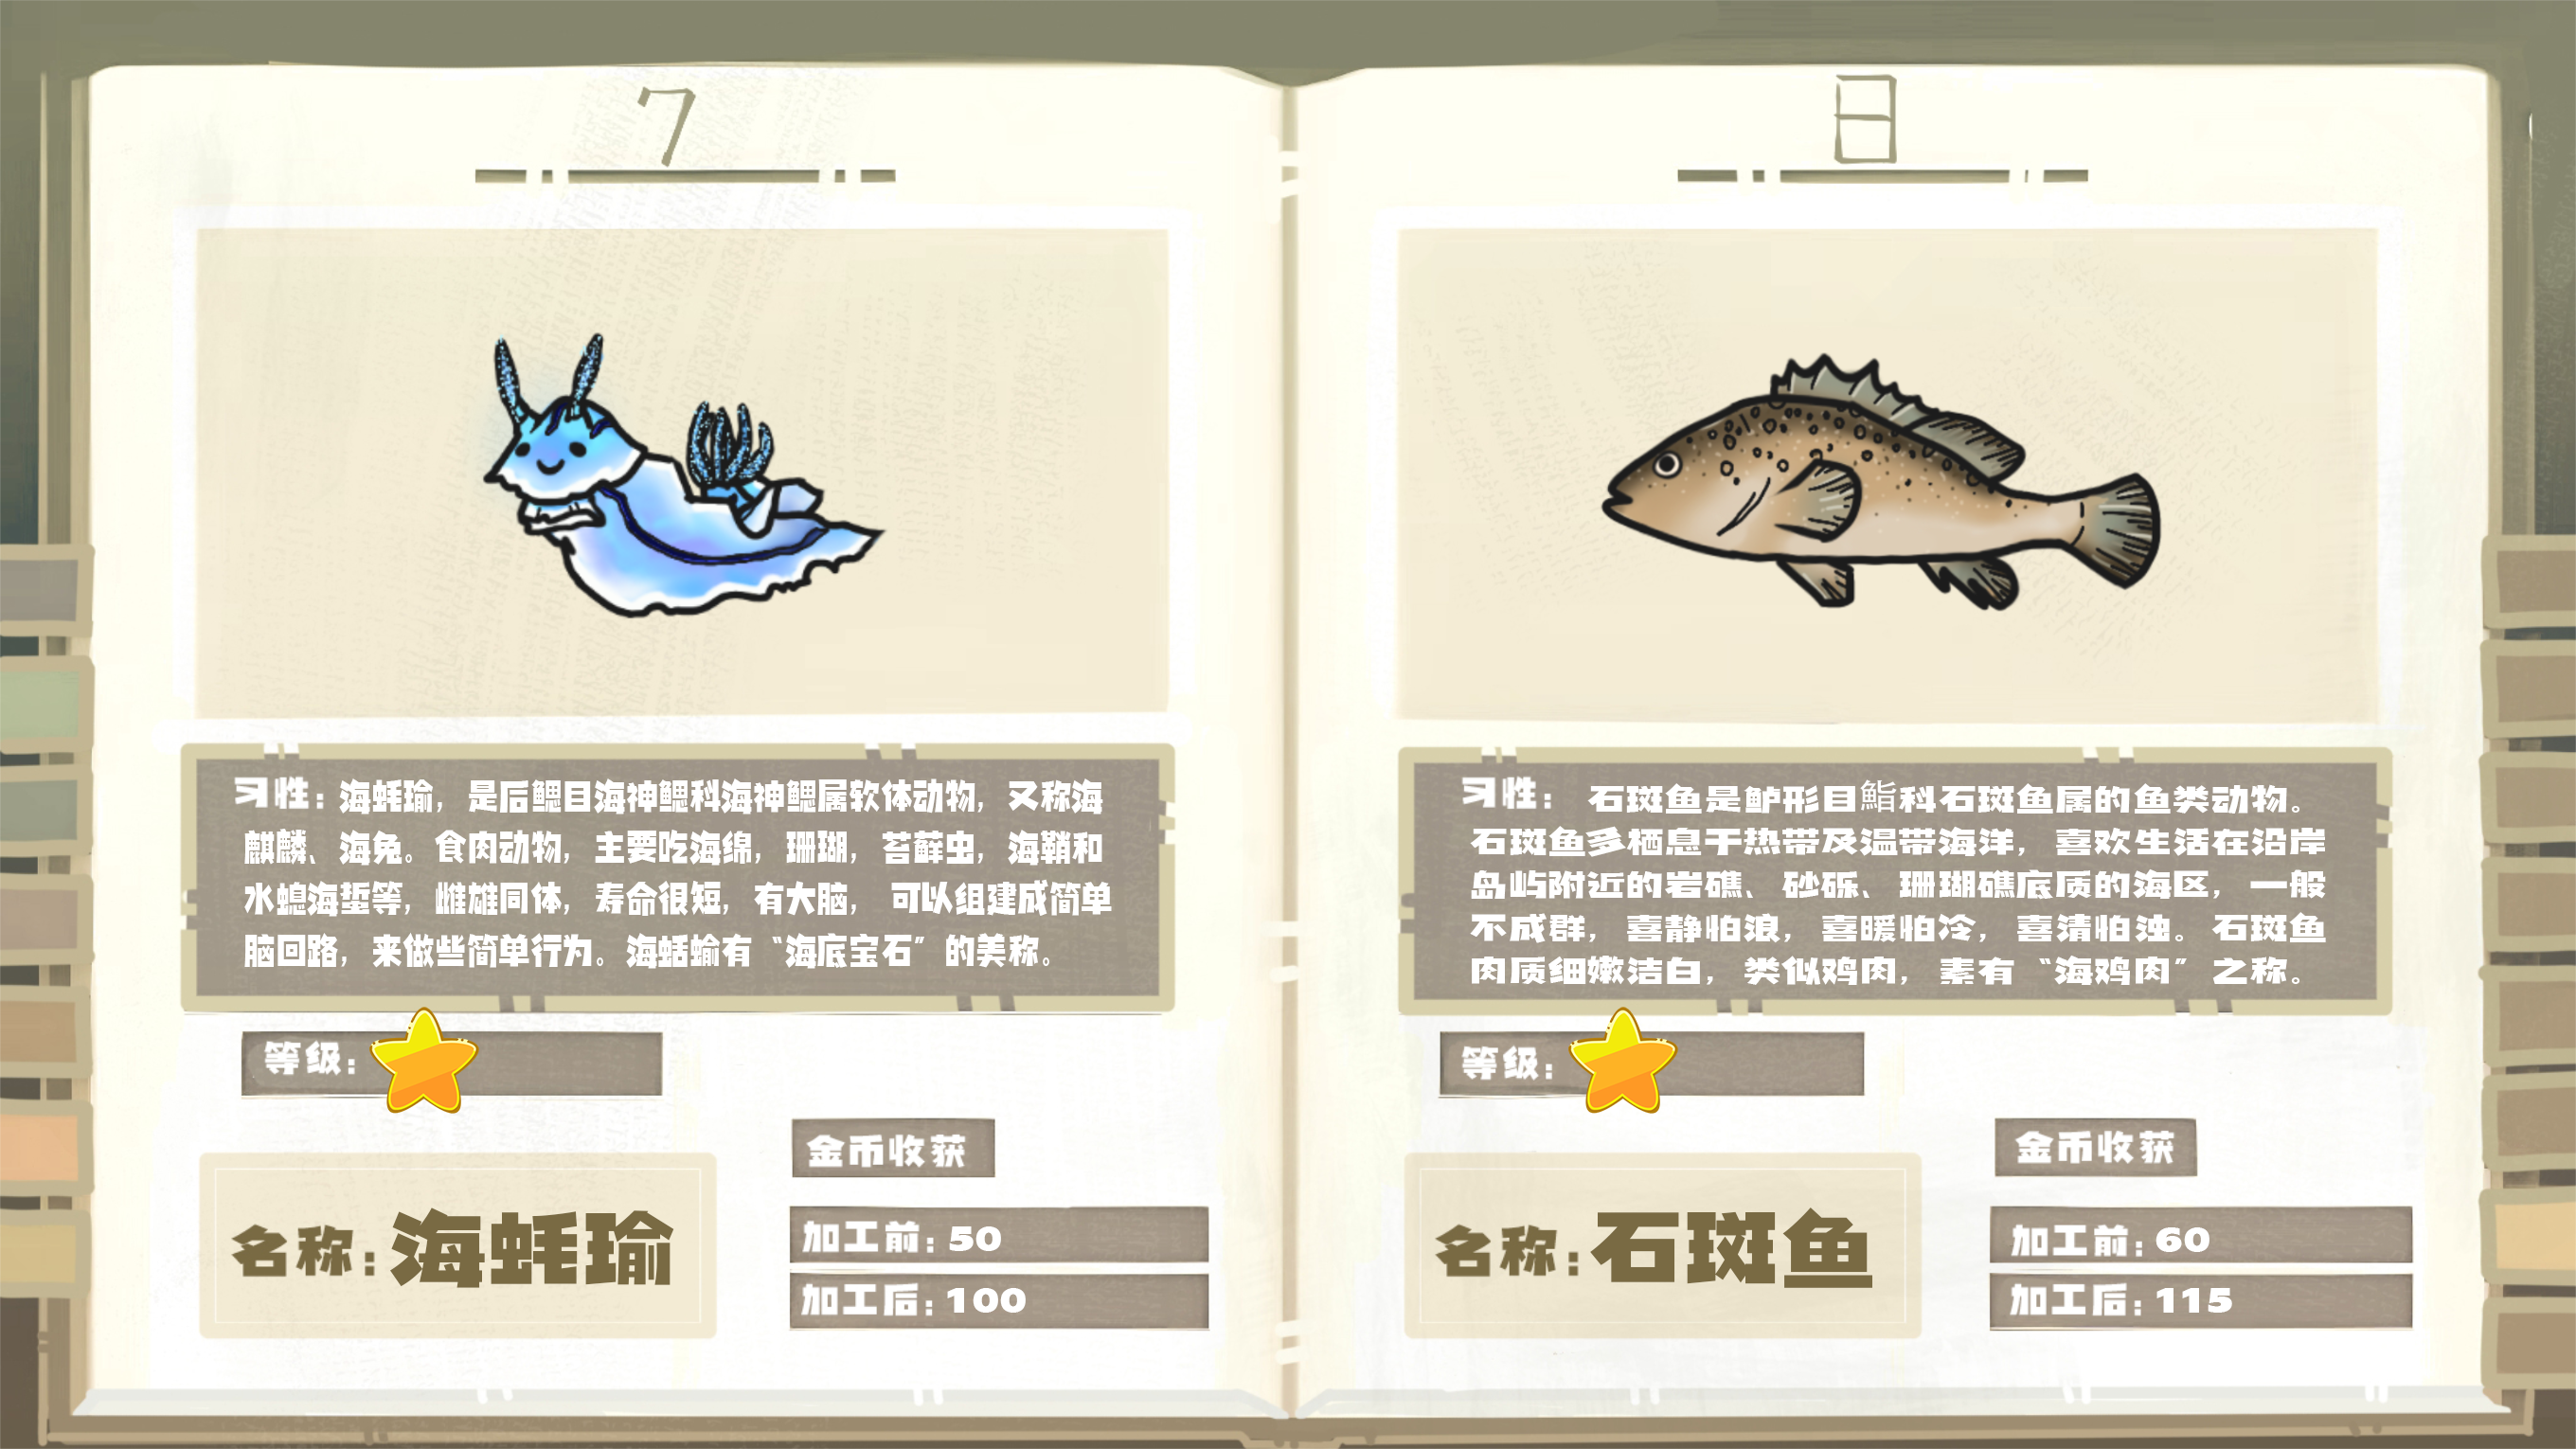 7
习性：海蚝瑜，是后鳃目海神鳃科海神鳃属软体动物，又称海
麒麟、海兔。食肉动物，主要吃海绵，珊瑚，苔藓虫，海鞘和
水螅海蜇等，雌雄同体，寿命很短，有大脑， 可以组建成简单
脑回路，来做些简单行为。海蛞蝓有“海底宝石”的美称。
等级：
金币收获
名称：海蚝瑜
加工前：50
加工后：100
8
习性： 石斑鱼是鲈形目鮨科石斑鱼属的鱼类动物。
石斑鱼多栖息于热带及温带海洋，喜欢生活在沿岸
岛屿附近的岩礁、砂砾、珊瑚礁底质的海区，一般
不成群，喜静怕浪，喜暖怕冷，喜清怕浊。石斑鱼
肉质细嫩洁白，类似鸡肉，素有“海鸡肉”之称。
等级：
金币收获
名称：石斑鱼
加工前：60
加工后：115